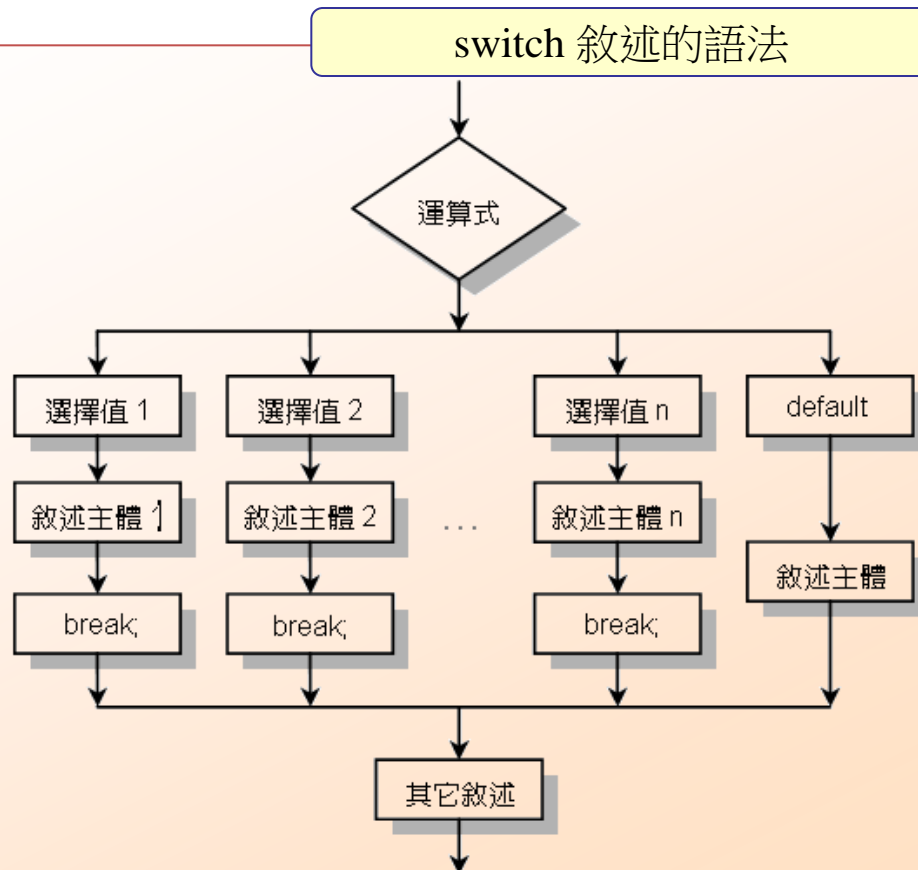 switch 敘述的語法
運算式
選擇值 1
選擇值 2
選擇值 n
default
敘述主體 1
敘述主體 2
...
敘述主體 n
敘述主體
break;
break;
break;
其它敘述